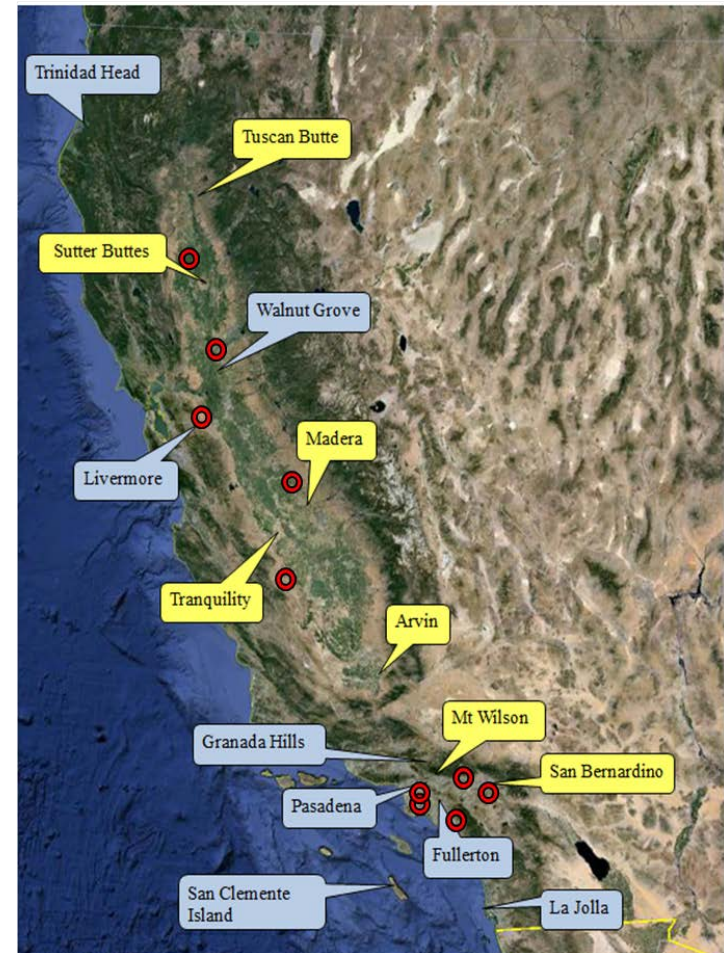 Trinidad Head
Tuscan Butte
Sutter Buttes
Walnut Grove
Madera
Livermore
Tranquility
Arvin
Mt Wilson
Granada Hills
San Bernardino
Pasadena
Fullerton
San Clemente
Island
La Jolla